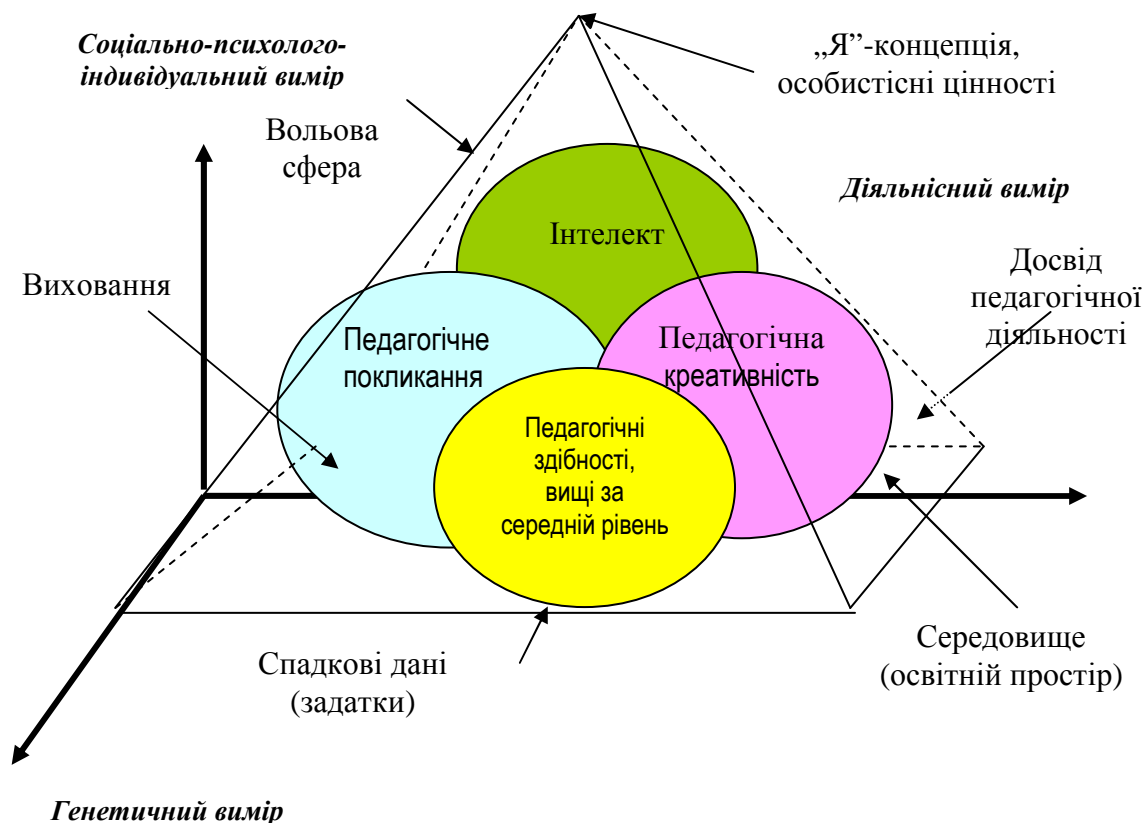 Соціально-психолого-
індивідуальний вимір
„Я”-концепція,
особистісні цінності
Вольова
сфера
Діяльнісний вимір
Інтелект
Виховання
Досвід
педагогічної
діяльності
Педагогічне
покликання
Педагогічна
креативність
Педагогічні
здібності,
вищі за
середній рівень
Середовище
(освітній простір)
Спадкові дані
(задатки)
Генетичний вимір